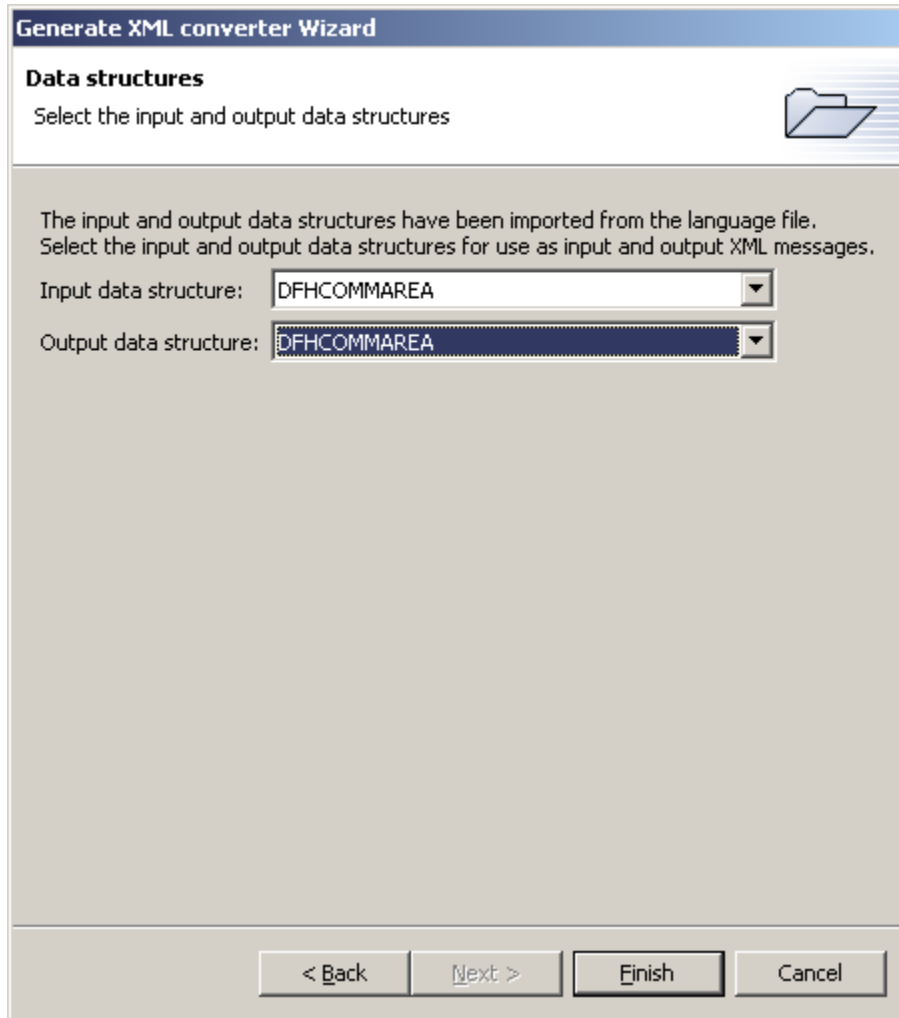 Generate XML converter Wizard
Data structures
Select the input and output data structures
The input and output data structures have been imported from the language file.
Select the input and output data structures for use as input and output XML messages.
Input data structure: DFHCOMMAREA
Output data structure: DFHCOMMAREA
< Back Next > Finish Cancel